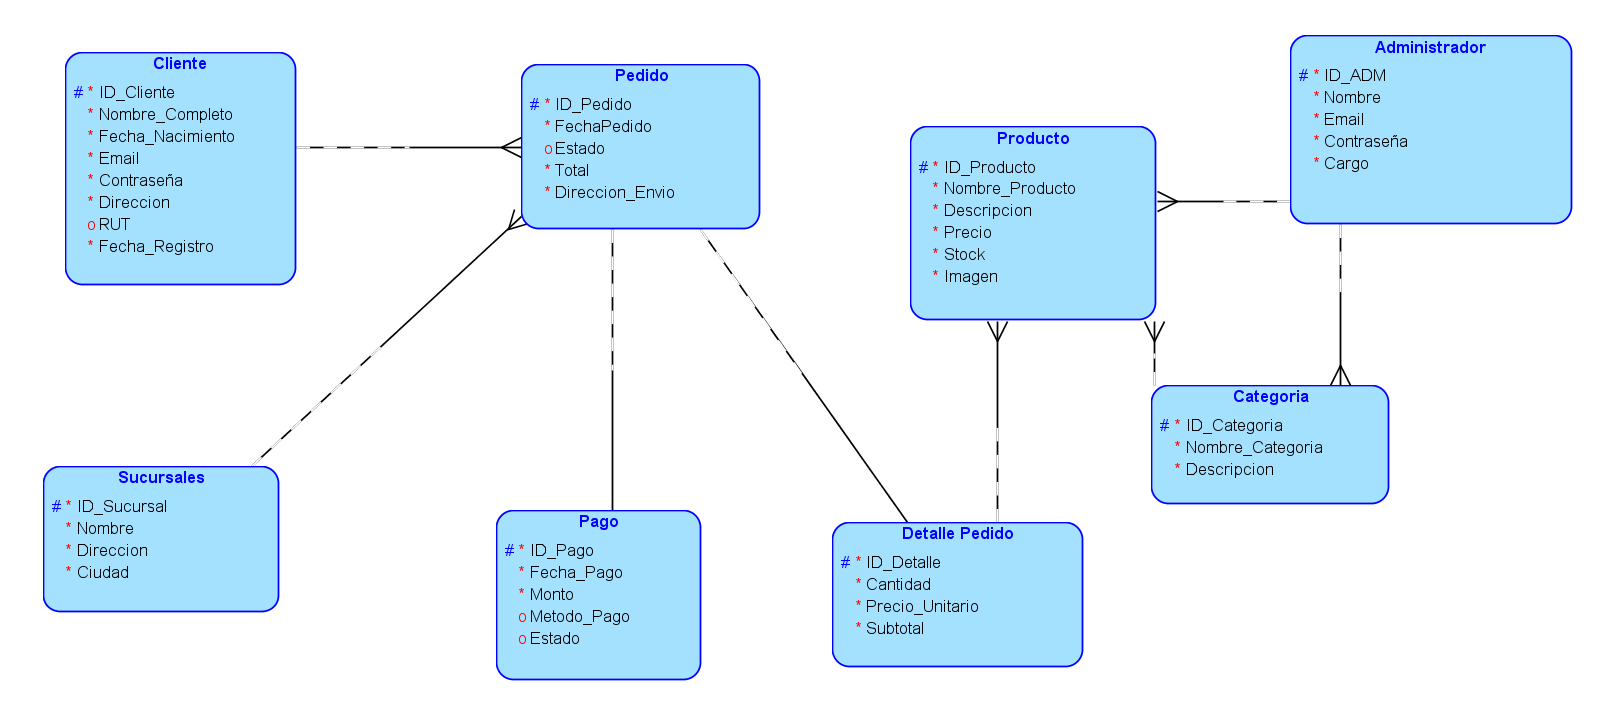 Cliente
# * ID_Cliente
* Nombre_Completo
* Fecha_Nacimiento
* Email
* Contraseña
* Direccion
o RUT
* Fecha_Registro
Pedido
# * ID_Pedido
* FechaPedido
o Estado
* Total
* Direccion_Envio
Producto
# * ID_Producto
* Nombre_Producto
* Descripcion
* Precio
* Stock
* Imagen
Administrador
# * ID_ADM
* Nombre
* Email
* Contraseña
* Cargo
Sucursales
# * ID_Sucursal
* Nombre
* Direccion
* Ciudad
Pago
# * ID_Pago
* Fecha_Pago
* Monto
o Metodo_Pago
o Estado
Detalle Pedido
# * ID_Detalle
* Cantidad
* Precio_Unitario
* Subtotal
Categoria
# * ID_Categoria
* Nombre_Categoria
* Descripcion